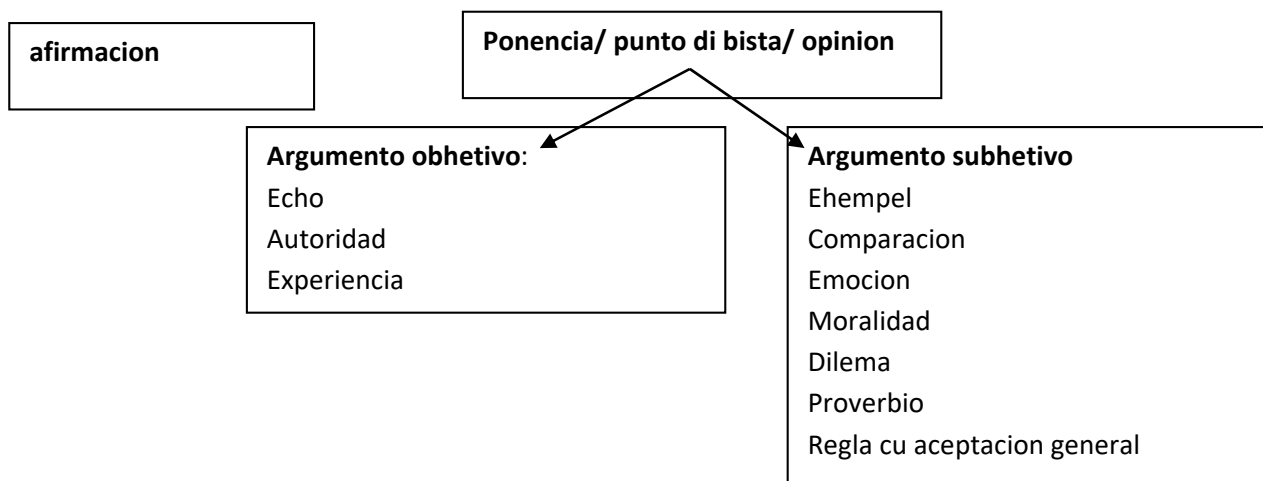 afirmacion
Ponencia/ punto di bista/ opinion
Argumento obhetivo:
Echo
Autoridad
Experiencia
Argumento subhetivo
Ehempel
Comparacion
Emocion
Moralidad
Dilema
Proverbio
Regla cu aceptacion general